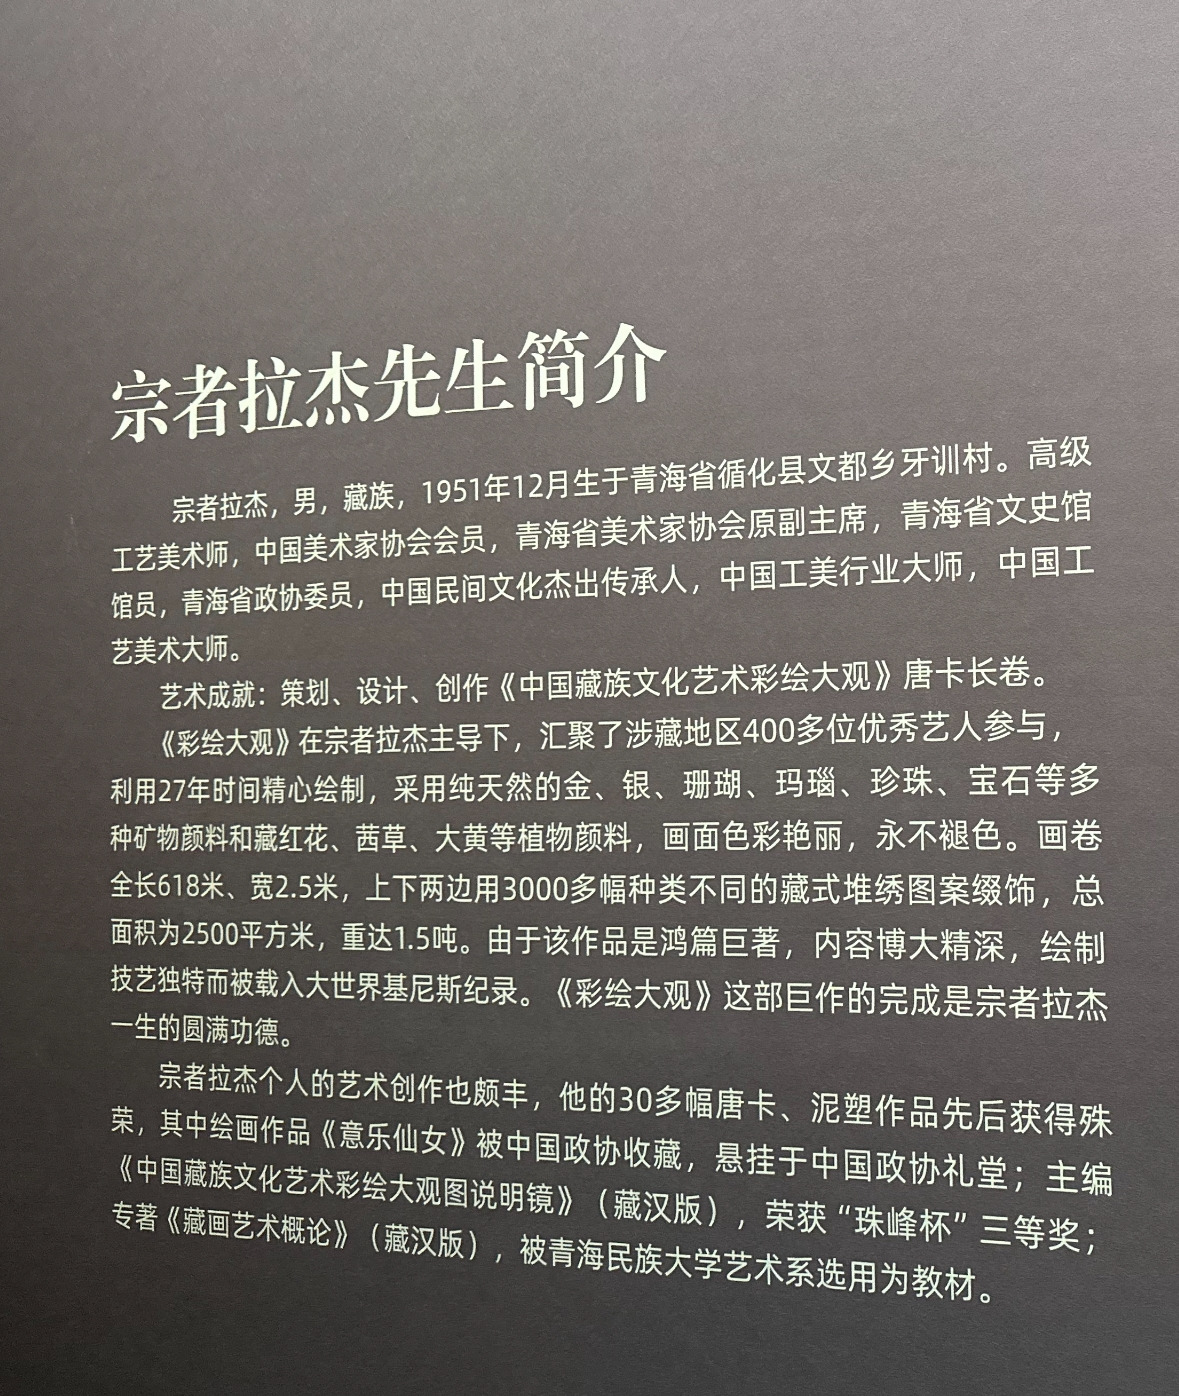 宗者拉杰先生简介
宗者拉杰，男，藏族，1951年12月生于青海省循化县文都乡牙训村。高级
工艺美术师，中国美术家协会会员，青海省美术家协会原副主席，青海省文史馆
馆员，青海省政协委员，中国民间文化杰出传承人，中国工美行业大师，中国工
艺美术大师。
艺术成就：策划、设计、创作《中国藏族文化艺术彩绘大观》唐卡长卷。
《彩绘大观》在宗者拉杰主导下，汇聚了涉藏地区400多位优秀艺人参与，
利用27年时间精心绘制，采用纯天然的金、银、珊瑚、玛瑙、珍珠、宝石等多
种矿物颜料和藏红花、茜草、大黄等植物颜料，画面色彩艳丽，永不褪色。画卷
全长618米、宽2.5米，上下两边用3000多幅种类不同的藏式堆绣图案缀饰，总
面积为2500平方米，重达1.5吨。由于该作品是鸿篇巨著，内容博大精深，绘制
技艺独特而被载入大世界基尼斯纪录。《彩绘大观》这部巨作的完成是宗者拉杰
一生的圆满功德。
宗者拉杰个人的艺术创作也颇丰，他的30多幅唐卡、泥塑作品先后获得殊
荣，其中绘画作品《意乐仙女》被中国政协收藏，悬挂于中国政协礼堂；主编
《中国藏族文化艺术彩绘大观图说明镜》（藏汉版），荣获“珠峰杯”三等奖；
专著《藏画艺术概论》（藏汉版），被青海民族大学艺术系选用为教材。